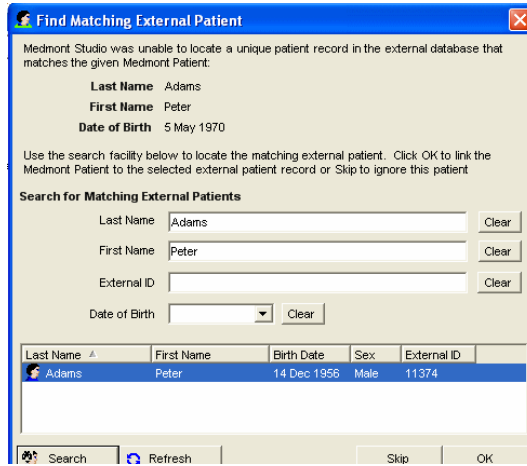 Find Matching External Patient
Medmont Studio was unable to locate a unique patient record in the external database that
matches the given Medmont Patient:
Last Name Adams
First Name Peter
Date of Birth 5 May 1970
Use the search facility below to locate the matching external patient. Click OK to link the
Medmont Patient to the selected external patient record or Skip to ignore this patient
Search for Matching External Patients
Last Name Adams Clear
First Name Peter Clear
External ID Clear
Date of Birth Clear
Last Name First Name Birth Date Sex External ID
Adams Peter 14 Dec 1956 Male 11374
Search Refresh Skip OK